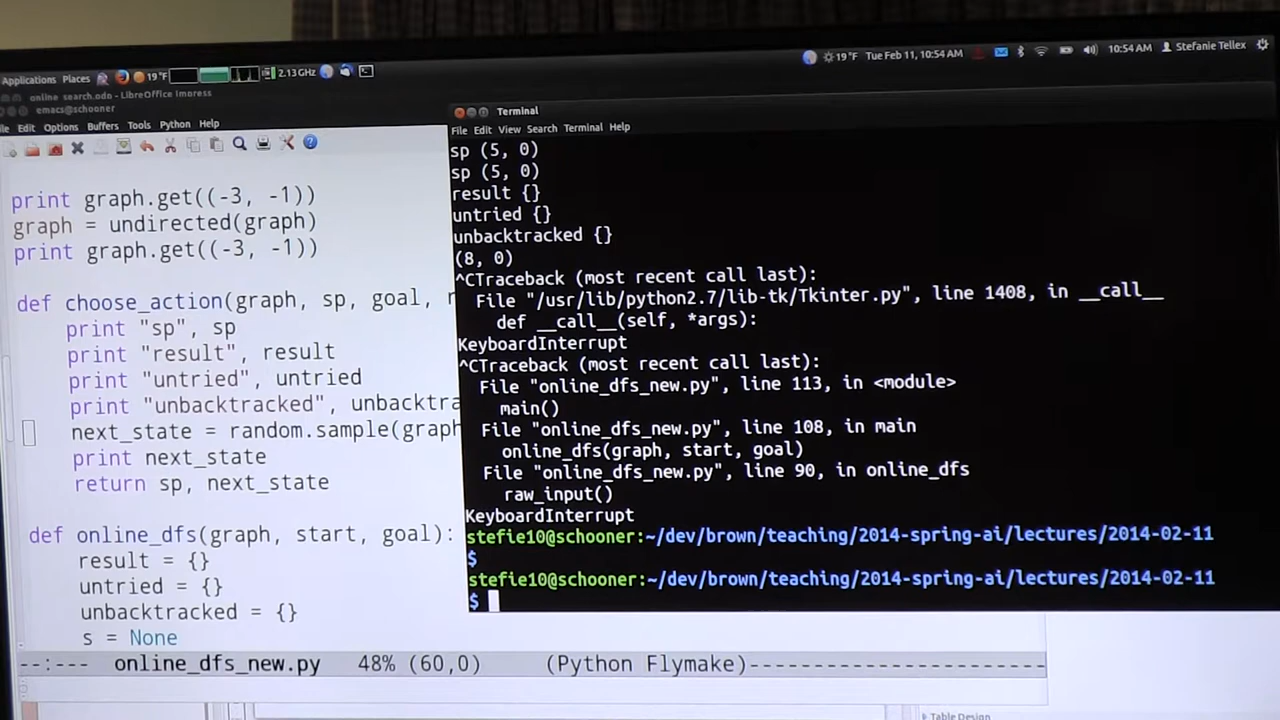 19°F Tue Feb 11, 10:54 AM 10:54 AM Stefanie Tellex
Applications Places 19°F 2.13 GHz
online search.odp - LibreOffice Impress
emacs@schooner
Edit Options Buffers Tools Python Help
print graph.get((-3, -1))
graph = undirected(graph)
print graph.get((-3, -1))
def choose_action(graph, sp, goal, r
print "sp", sp
print "result", result
print "untried", untried
print "unbacktracked", unbacktra
next_state = random.sample(graph
print next_state
return sp, next_state
def online_dfs(graph, start, goal):
result = {}
untried = {}
unbacktracked = {}
s = None
--:--- online_dfs_new.py 48% (60,0) (Python Flymake)-----------------------
Terminal
File Edit View Search Terminal Help
sp (5, 0)
sp (5, 0)
result {}
untried {}
unbacktracked {}
(8, 0)
^CTraceback (most recent call last):
File "/usr/lib/python2.7/lib-tk/Tkinter.py", line 1408, in __call__
def __call__(self, *args):
KeyboardInterrupt
^CTraceback (most recent call last):
File "online_dfs_new.py", line 113, in <module>
main()
File "online_dfs_new.py", line 108, in main
online_dfs(graph, start, goal)
File "online_dfs_new.py", line 90, in online_dfs
raw_input()
KeyboardInterrupt
stefie10@schooner:~/dev/brown/teaching/2014-spring-ai/lectures/2014-02-11
$
stefie10@schooner:~/dev/brown/teaching/2014-spring-ai/lectures/2014-02-11
$
Table Design